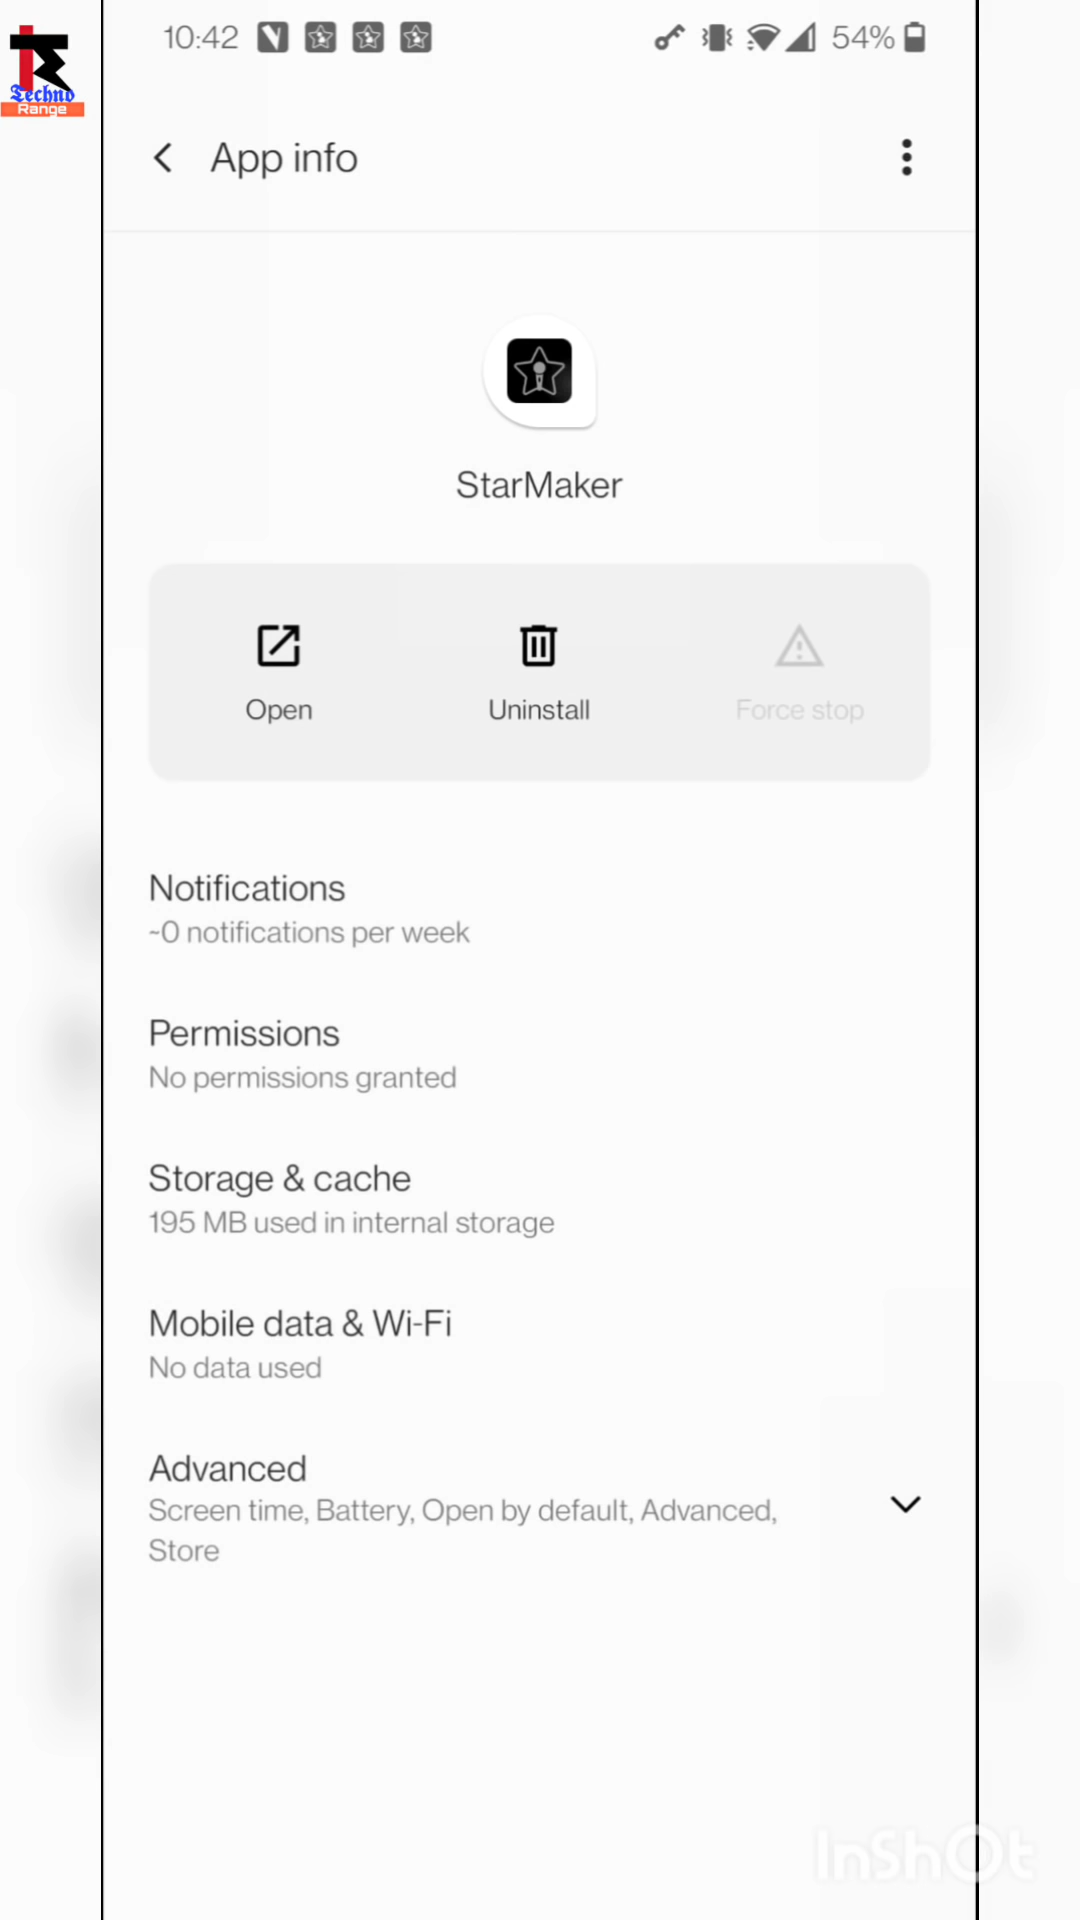 Techno
Range
10:42
54%
App info
StarMaker
Open
Uninstall
Force stop
Notifications
~0 notifications per week
Permissions
No permissions granted
Storage & cache
195 MB used in internal storage
Mobile data & Wi-Fi
No data used
Advanced
Screen time, Battery, Open by default, Advanced,
Store
InShOt